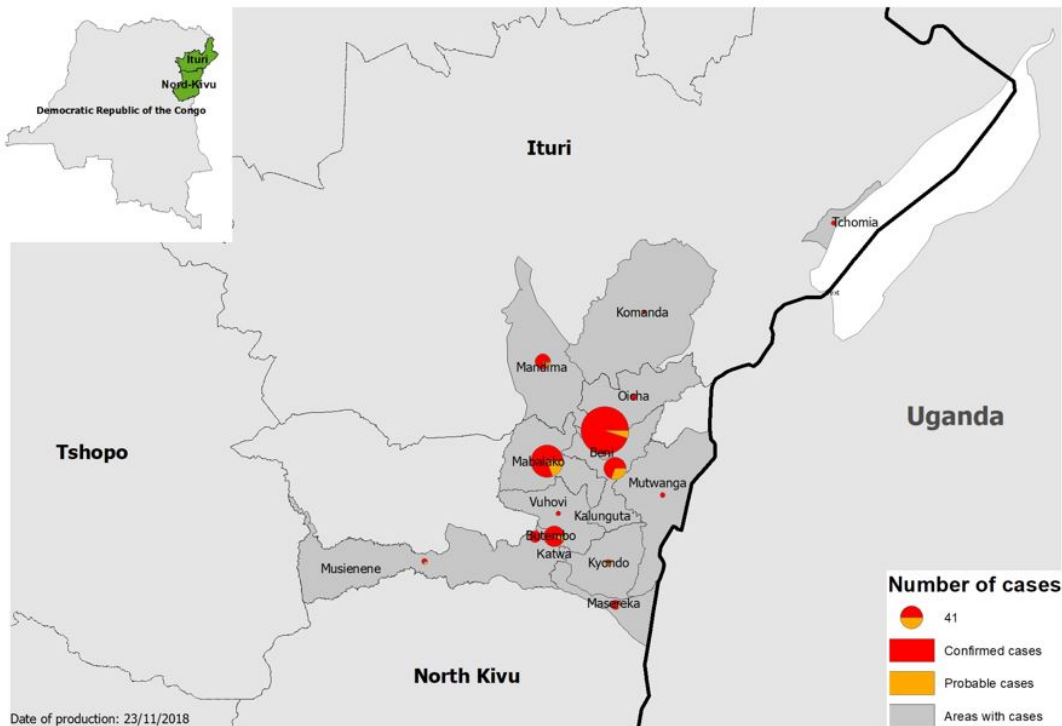 Ituri
Nord-Kivu
Democratic Republic of the Congo
Ituri
Tchomia
Komanda
Mandima
Oicha
Uganda
Tshopo
Beni
Mabalako
Mutwanga
Vuhovi
Kalunguta
Butembo
Katwa
Kyondo
Musienene
Masereka
North Kivu
Number of cases
41
Confirmed cases
Probable cases
Areas with cases
Date of production: 23/11/2018